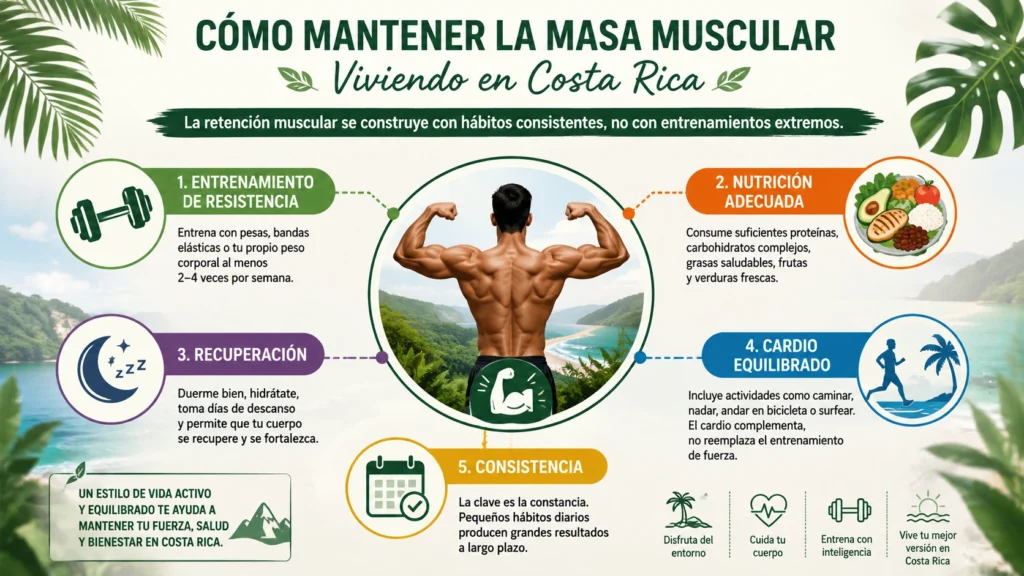 CÓMO MANTENER LA MASA MUSCULAR
Viviendo en Costa Rica
La retención muscular se construye con hábitos consistentes, no con entrenamientos extremos.
1. ENTRENAMIENTO
DE RESISTENCIA
Entrena con pesas, bandas
elásticas o tu propio peso
corporal al menos
2–4 veces por semana.
2. NUTRICIÓN
ADECUADA
Consume suficientes proteínas,
carbohidratos complejos,
grasas saludables, frutas
y verduras frescas.
3. RECUPERACIÓN
zzz
Duerme bien, hidrátate,
toma días de descanso
y permite que tu cuerpo
se recupere y se fortalezca.
4. CARDIO
EQUILIBRADO
Incluye actividades como caminar,
nadar, andar en bicicleta o surfear.
El cardio complementa,
no reemplaza el entrenamiento
de fuerza.
5. CONSISTENCIA
La clave es la constancia.
Pequeños hábitos diarios
producen grandes resultados
a largo plazo.
UN ESTILO DE VIDA ACTIVO
Y EQUILIBRADO TE AYUDA A
MANTENER TU FUERZA, SALUD
Y BIENESTAR EN COSTA RICA.
Disfruta del
entorno
Cuida tu
cuerpo
Entrena con
inteligencia
Vive tu mejor
versión en
Costa Rica